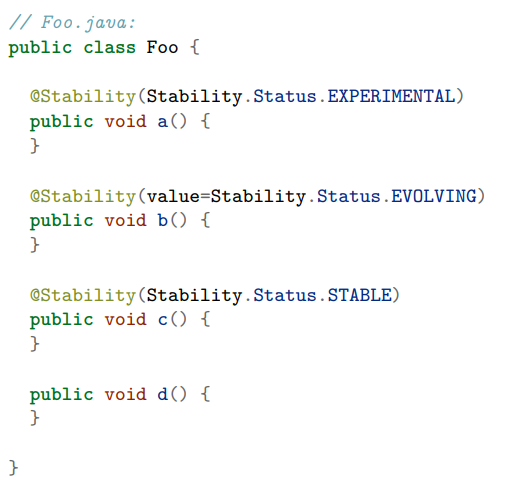 // Foo.java:
public class Foo {
@Stability(Stability.Status.EXPERIMENTAL)
public void a() {
}
@Stability(value=Stability.Status.EVOLVING)
public void b() {
}
@Stability(Stability.Status.STABLE)
public void c() {
}
public void d() {
}
}